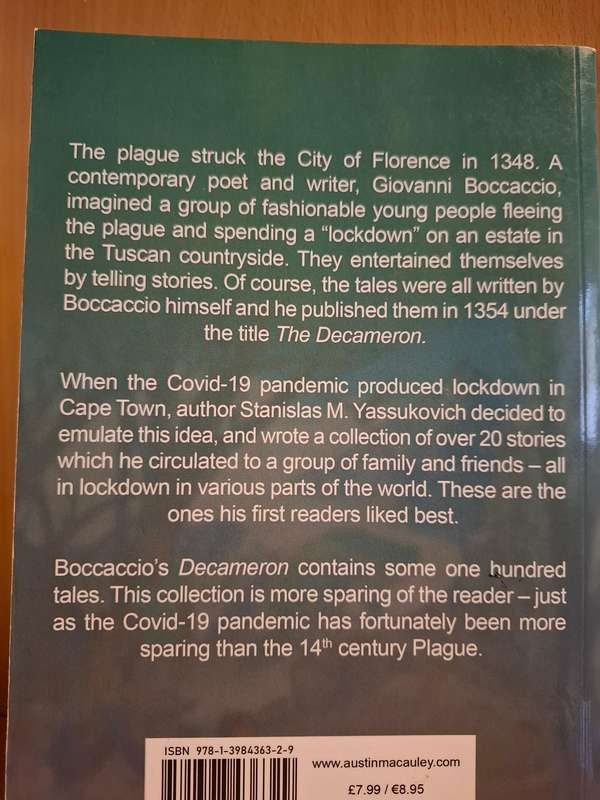 The plague struck the City of Florence in 1348. A
contemporary poet and writer, Giovanni Boccaccio,
imagined a group of fashionable young people fleeing
the plague and spending a “lockdown” on an estate in
the Tuscan countryside. They entertained themselves
by telling stories. Of course, the tales were all written by
Boccaccio himself and he published them in 1354 under
the title The Decameron.
When the Covid-19 pandemic produced lockdown in
Cape Town, author Stanislas M. Yassukovich decided to
emulate this idea, and wrote a collection of over 20 stories
which he circulated to a group of family and friends – all
in lockdown in various parts of the world. These are the
ones his first readers liked best.
Boccaccio’s Decameron contains some one hundred
tales. This collection is more sparing of the reader – just
as the Covid-19 pandemic has fortunately been more
sparing than the 14th century Plague.
ISBN 978-1-3984363-2-9
www.austinmacauley.com
£7.99 / €8.95